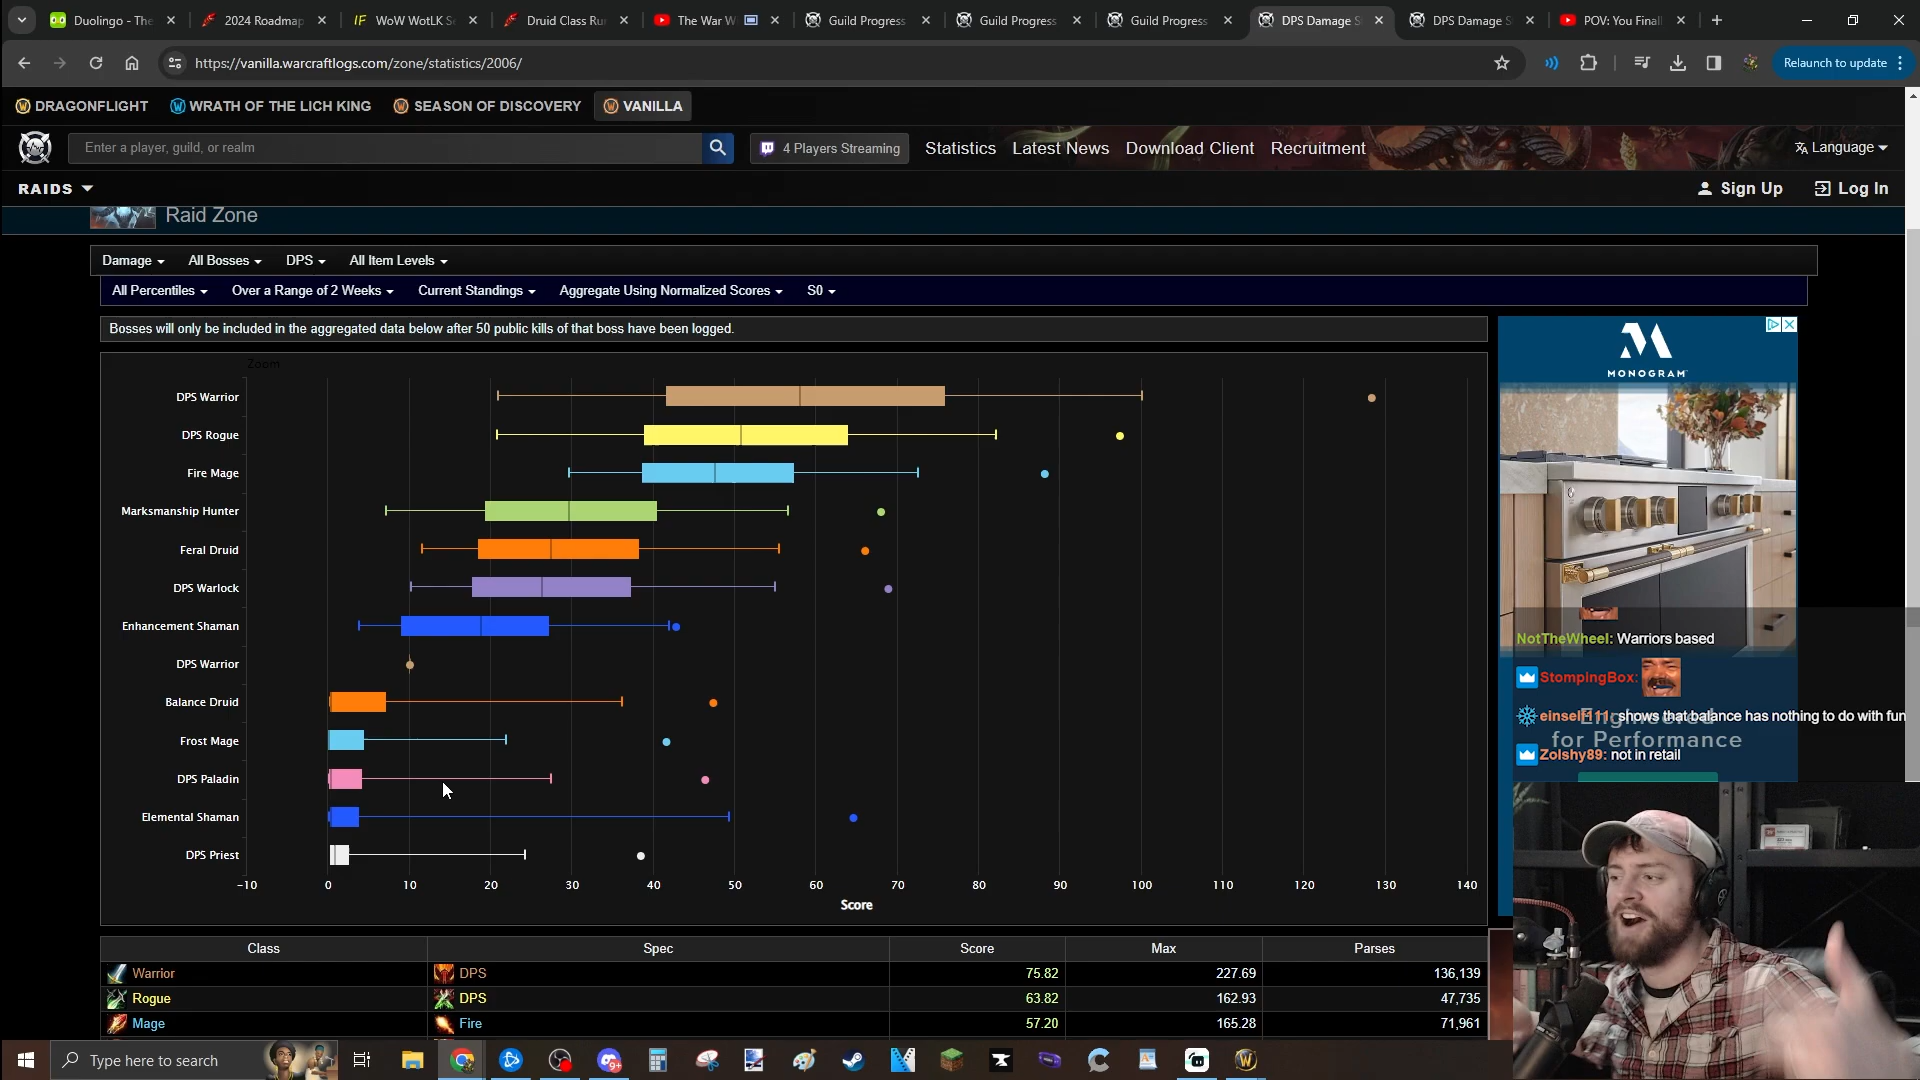 Duolingo - The
2024 Roadmap
WoW WotLK S
Druid Class Ru
The War W
Guild Progress
Guild Progress
Guild Progress
DPS Damage S
DPS Damage S
POV: You Final
https://vanilla.warcraftlogs.com/zone/statistics/2006/
Relaunch to update
DRAGONFLIGHT
WRATH OF THE LICH KING
SEASON OF DISCOVERY
VANILLA
Enter a player, guild, or realm
4 Players Streaming
Statistics
Latest News
Download Client
Recruitment
Language
RAIDS
Sign Up
Log In
Raid Zone
Damage
All Bosses
DPS
All Item Levels
All Percentiles
Over a Range of 2 Weeks
Current Standings
Aggregate Using Normalized Scores
S0
Bosses will only be included in the aggregated data below after 50 public kills of that boss have been logged.
Zoom
DPS Warrior
DPS Rogue
Fire Mage
Marksmanship Hunter
Feral Druid
DPS Warlock
Enhancement Shaman
DPS Warrior
Balance Druid
Frost Mage
DPS Paladin
Elemental Shaman
DPS Priest
-10 0 10 20 30 40 50 60 70 80 90 100 110 120 130 140
Score
Class Spec Score Max Parses
Warrior DPS 75.82 227.69 136,139
Rogue DPS 63.82 162.93 47,735
Mage Fire 57.20 165.28 71,961
MONOGRAM
NotTheWheel: Warriors based
StompingBox:
einself111: shows that balance has nothing to do with fun
Engineered
for Performance
Zolshy89: not in retail
Type here to search